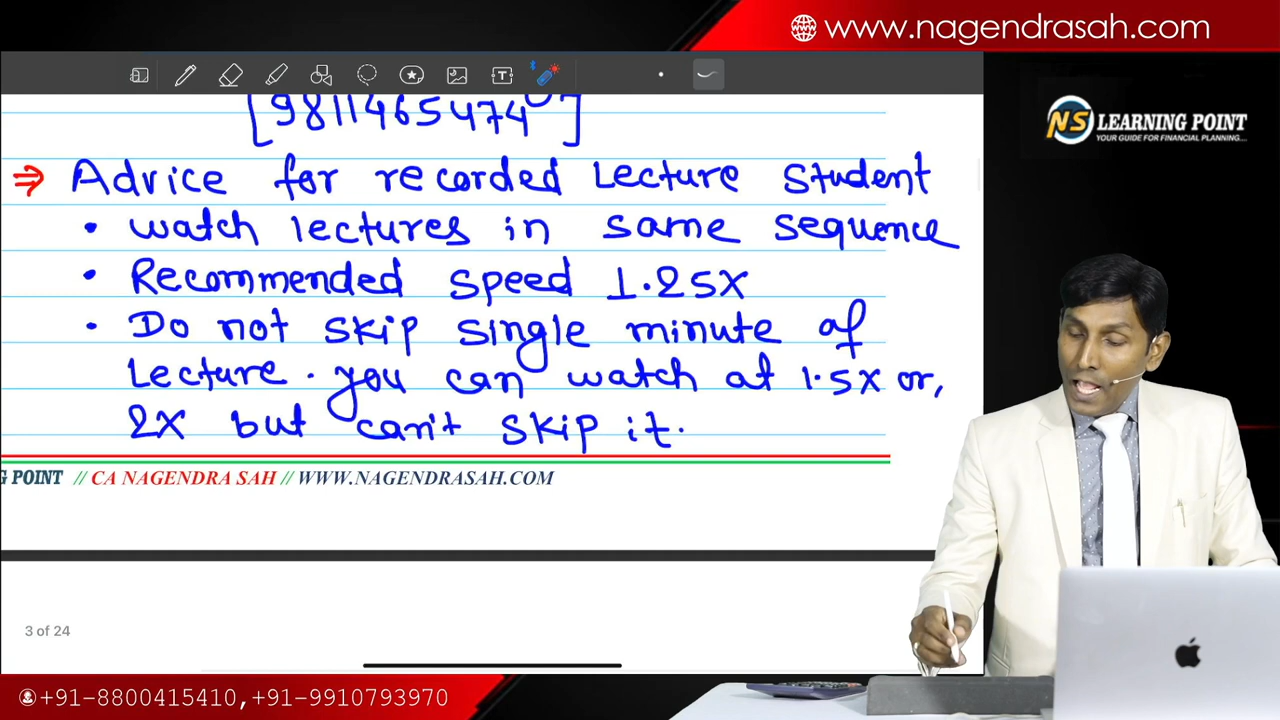 www.nagendrasah.com
NS LEARNING POINT
YOUR GUIDE FOR FINANCIAL PLANNING....
[9811465474]
⇒ Advice for recorded Lecture Student
• watch lectures in same sequence
• Recommended speed 1.25X
• Do not skip single minute of
Lecture. you can watch at 1.5X or,
2X but can't skip it.
G POINT // CA NAGENDRA SAH // WWW.NAGENDRASAH.COM
3 of 24
+91-8800415410,+91-9910793970